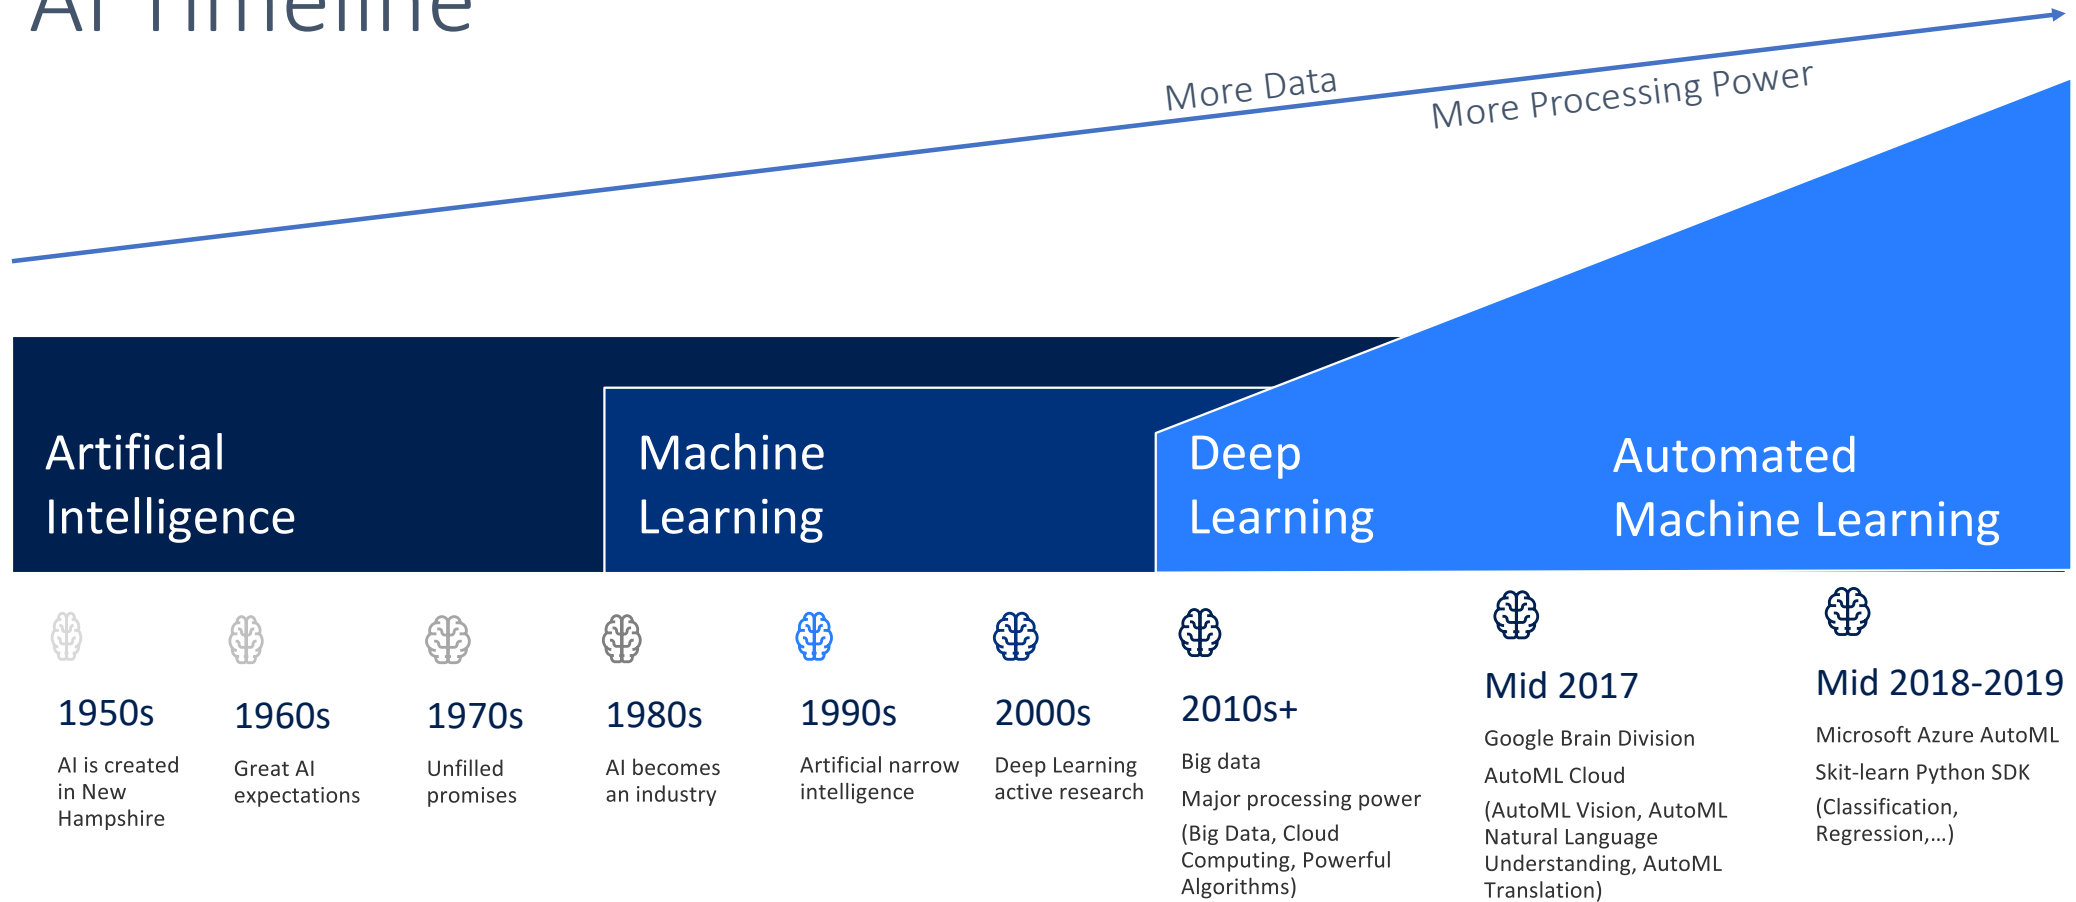 AI Timeline
More Data
More Processing Power
Artificial
Intelligence
Machine
Learning
Deep
Learning
Automated
Machine Learning
1950s
AI is created
in New
Hampshire
1960s
Great AI
expectations
1970s
Unfilled
promises
1980s
AI becomes
an industry
1990s
Artificial narrow
intelligence
2000s
Deep Learning
active research
2010s+
Big data
Major processing power
(Big Data, Cloud
Computing, Powerful
Algorithms)
Mid 2017
Google Brain Division
AutoML Cloud
(AutoML Vision, AutoML
Natural Language
Understanding, AutoML
Translation)
Mid 2018-2019
Microsoft Azure AutoML
Skit-learn Python SDK
(Classification,
Regression,...)